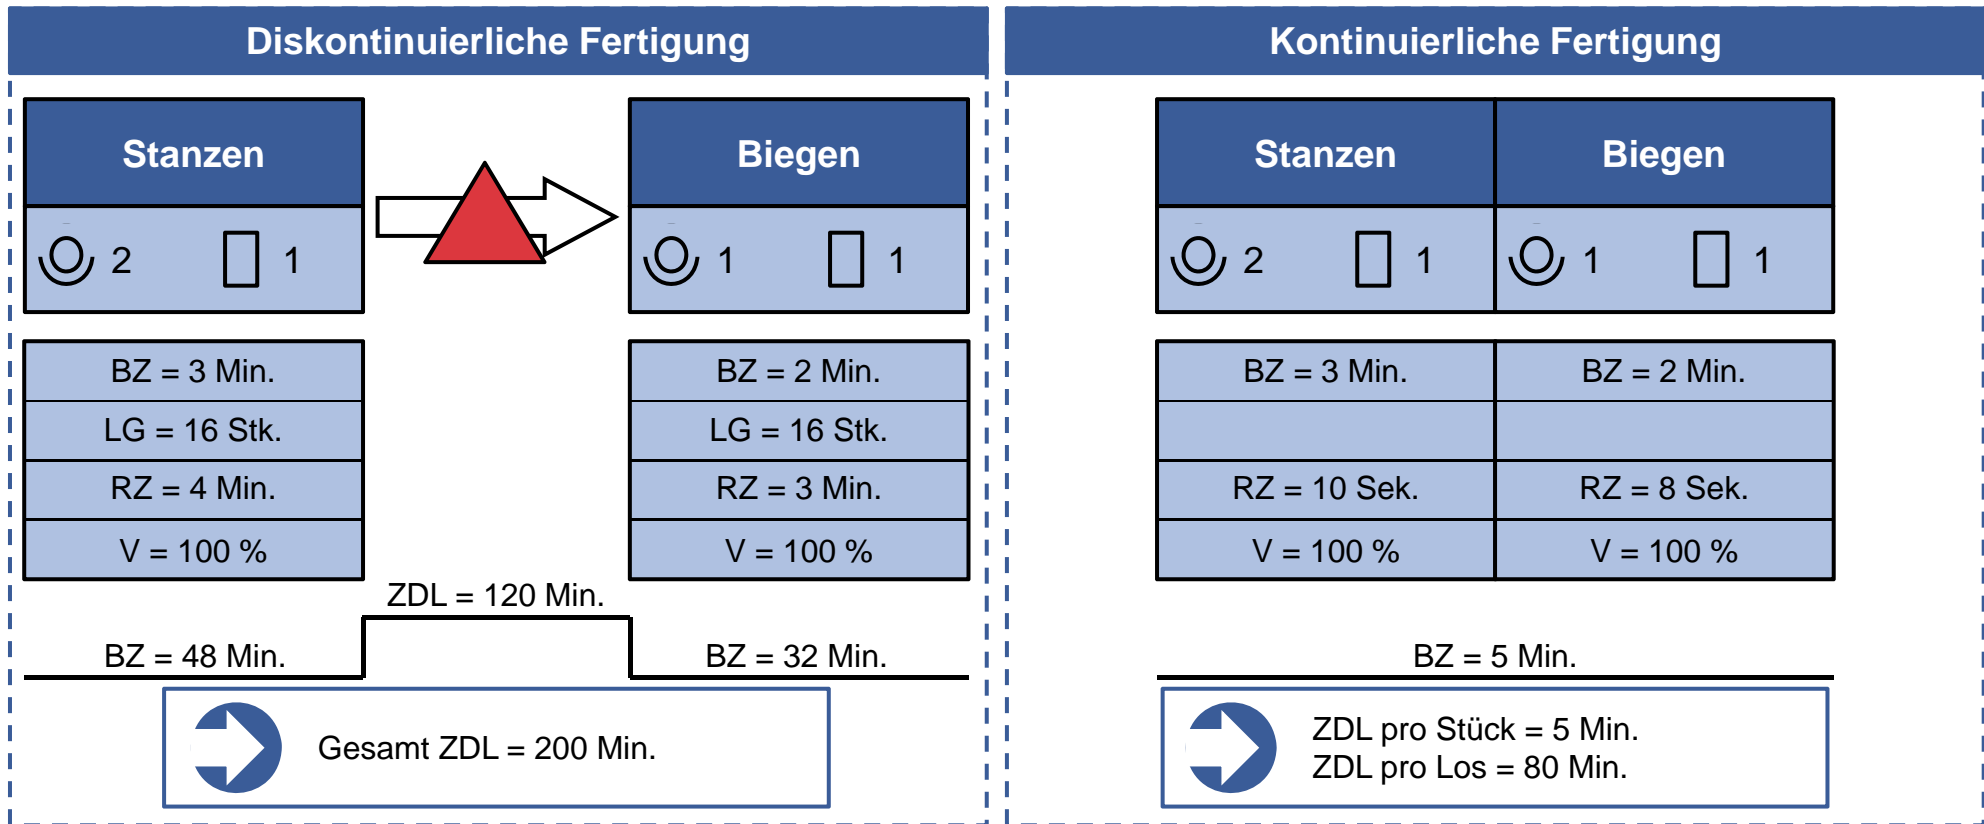 Diskontinuierliche Fertigung
Stanzen
Biegen
2
1
1
1
BZ = 3 Min.
LG = 16 Stk.
RZ = 4 Min.
V = 100 %
BZ = 2 Min.
LG = 16 Stk.
RZ = 3 Min.
V = 100 %
ZDL = 120 Min.
BZ = 48 Min.
BZ = 32 Min.
Gesamt ZDL = 200 Min.
Kontinuierliche Fertigung
Stanzen
Biegen
2
1
1
1
BZ = 3 Min.
RZ = 10 Sek.
V = 100 %
BZ = 2 Min.
RZ = 8 Sek.
V = 100 %
BZ = 5 Min.
ZDL pro Stück = 5 Min.
ZDL pro Los = 80 Min.